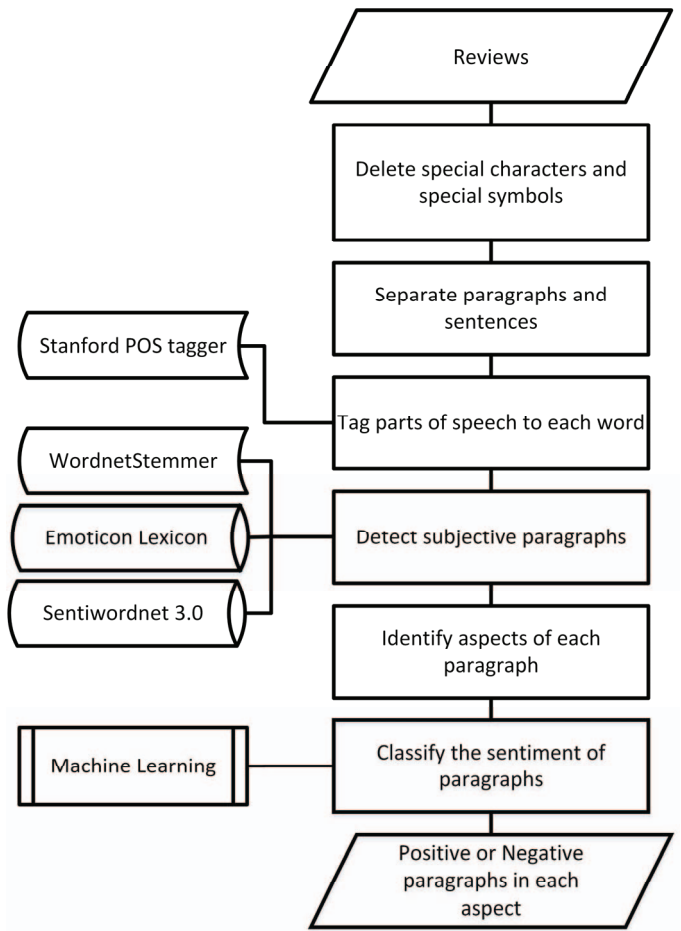 Reviews
Delete special characters and
special symbols
Separate paragraphs and
sentences
Stanford POS tagger
Tag parts of speech to each word
WordnetStemmer
Emoticon Lexicon
Detect subjective paragraphs
Sentiwordnet 3.0
Identify aspects of each
paragraph
Machine Learning
Classify the sentiment of
paragraphs
Positive or Negative
paragraphs in each
aspect